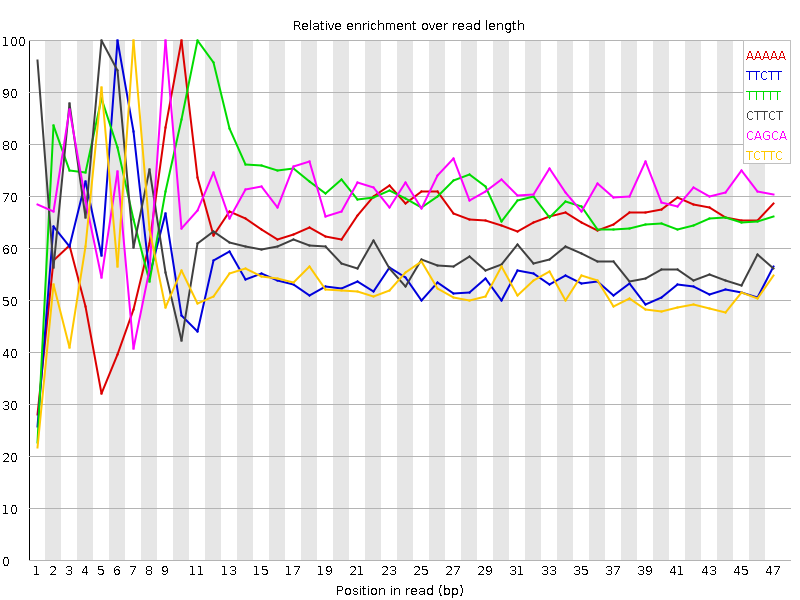 Relative enrichment over read length
100
90
80
70
60
50
40
30
20
10
0
AAAAA
TTCTT
TTTTT
CTTCT
CAGCA
TCTTC
1 2 3 4 5 6 7 8 9 11 13 15 17 19 21 23 25 27 29 31 33 35 37 39 41 43 45 47
Position in read (bp)